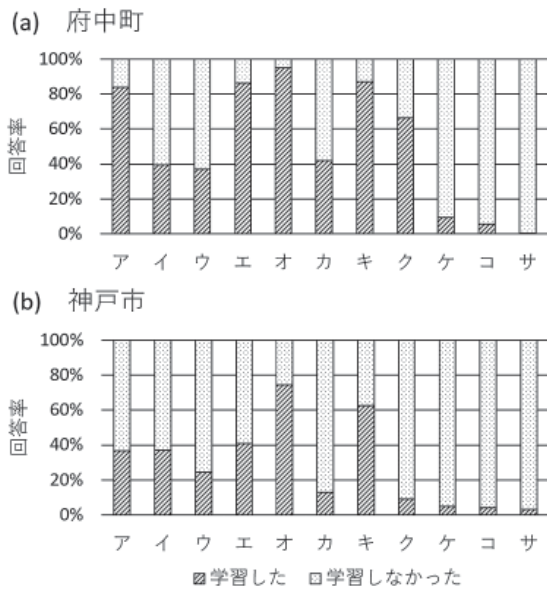 (a) 府中町
100%
80%
60%
40%
20%
0%
回答率
ア イ ウ エ オ カ キ ク ケ コ サ
(b) 神戸市
100%
80%
60%
40%
20%
0%
回答率
ア イ ウ エ オ カ キ ク ケ コ サ
学習した 学習しなかった